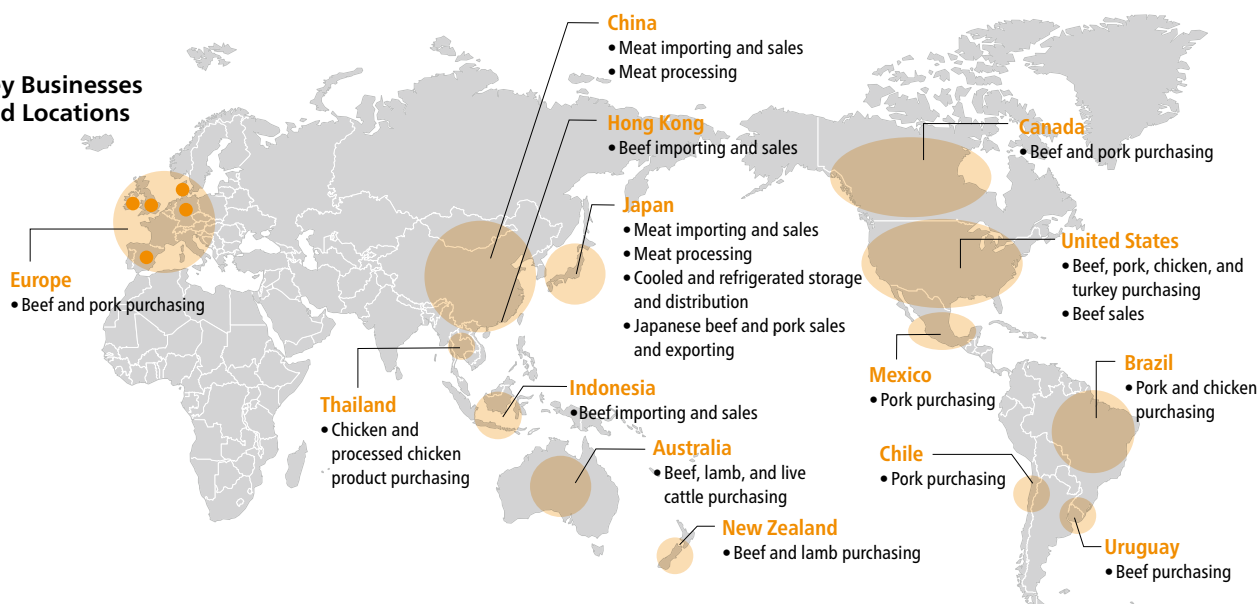 y Businesses
d Locations
China
• Meat importing and sales
• Meat processing
Hong Kong
• Beef importing and sales
Japan
• Meat importing and sales
• Meat processing
• Cooled and refrigerated storage
and distribution
• Japanese beef and pork sales
and exporting
Canada
• Beef and pork purchasing
United States
• Beef, pork, chicken, and
turkey purchasing
• Beef sales
Europe
• Beef and pork purchasing
Mexico
• Pork purchasing
Brazil
• Pork and chicken
purchasing
Thailand
• Chicken and
processed chicken
product purchasing
Indonesia
• Beef importing and sales
Australia
• Beef, lamb, and live
cattle purchasing
Chile
• Pork purchasing
New Zealand
• Beef and lamb purchasing
Uruguay
• Beef purchasing